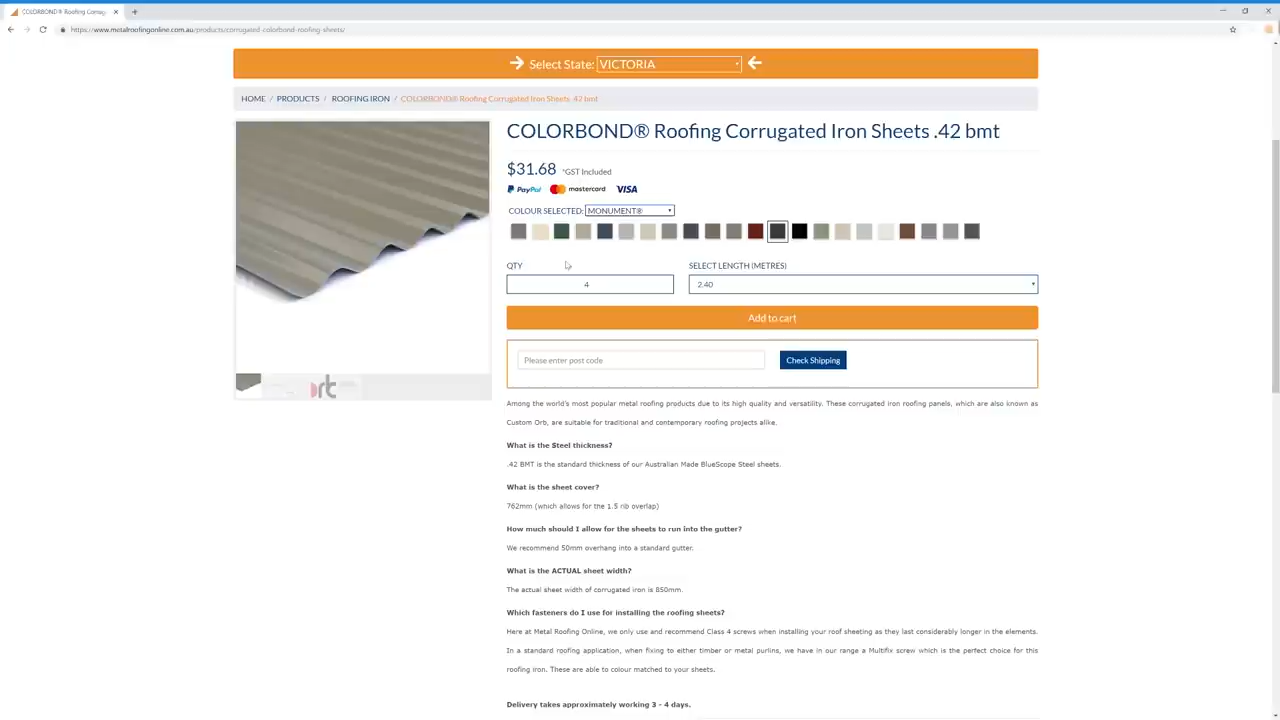 COLORBOND® Roofing Corrug
https://www.metalroofingonline.com.au/products/corrugated-colorbond-roofing-sheets/
Select State: VICTORIA
HOME / PRODUCTS / ROOFING IRON / COLORBOND® Roofing Corrugated Iron Sheets .42 bmt
COLORBOND® Roofing Corrugated Iron Sheets .42 bmt
$31.68 *GST Included
PayPal mastercard VISA
COLOUR SELECTED: MONUMENT®
QTY SELECT LENGTH (METRES)
4 2.40
Add to cart
Please enter post code Check Shipping
rt
Among the world's most popular metal roofing products due to its high quality and versatility. These corrugated iron roofing panels, which are also known as
Custom Orb, are suitable for traditional and contemporary roofing projects alike.
What is the Steel thickness?
.42 BMT is the standard thickness of our Australian Made BlueScope Steel sheets.
What is the sheet cover?
762mm (which allows for the 1.5 rib overlap)
How much should I allow for the sheets to run into the gutter?
We recommend 50mm overhang into a standard gutter.
What is the ACTUAL sheet width?
The actual sheet width of corrugated iron is 850mm.
Which fasteners do I use for installing the roofing sheets?
Here at Metal Roofing Online, we only use and recommend Class 4 screws when installing your roof sheeting as they last considerably longer in the elements.
In a standard roofing application, when fixing to either timber or metal purlins, we have in our range a Multifix screw which is the perfect choice for this
roofing iron. These are able to colour matched to your sheets.
Delivery takes approximately working 3 - 4 days.